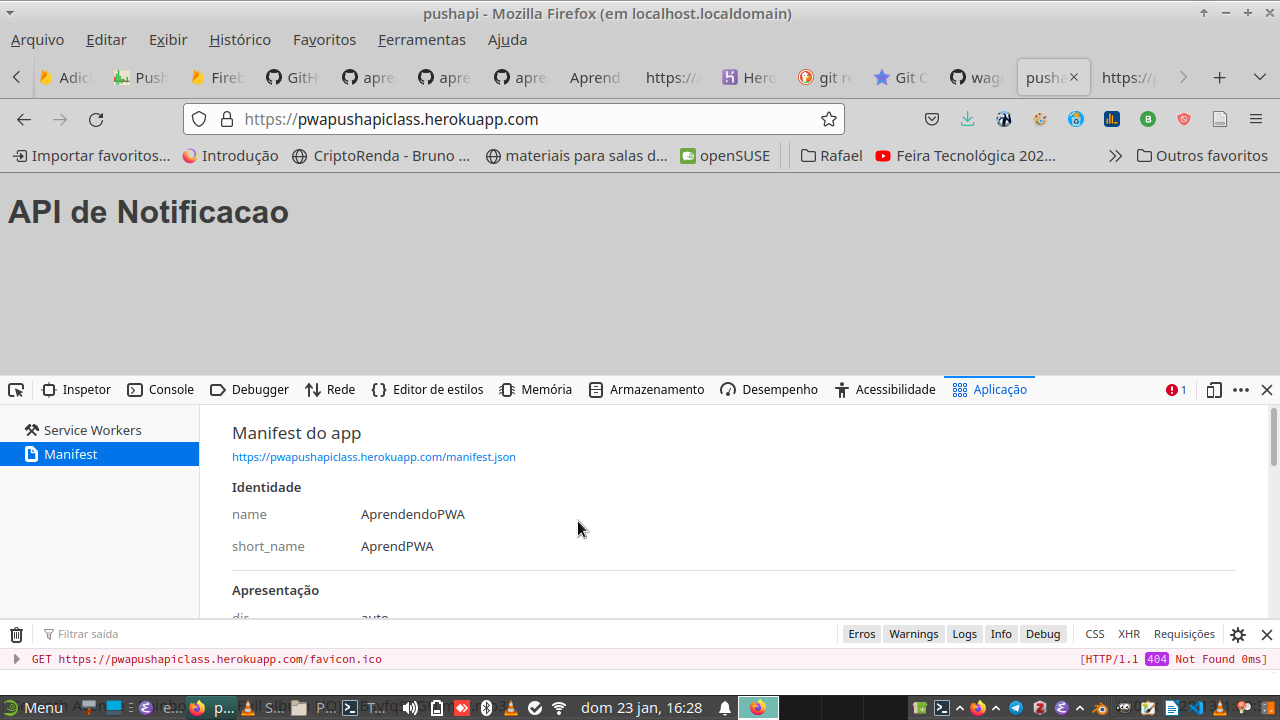 pushapi - Mozilla Firefox (em localhost.localdomain)
Arquivo Editar Exibir Histórico Favoritos Ferramentas Ajuda
Adic Push Fireb GitH apre apre apre Aprend https:// Hero git re Git C wagn pusha https://p
https://pwapushapiclass.herokuapp.com
Importar favoritos... Introdução CriptoRenda - Bruno ... materiais para salas d... openSUSE Rafael Feira Tecnológica 202... Outros favoritos
API de Notificacao
Inspetor Console Debugger Rede Editor de estilos Memória Armazenamento Desempenho Acessibilidade Aplicação 1
Service Workers
Manifest
Manifest do app
https://pwapushapiclass.herokuapp.com/manifest.json
Identidade
name AprendendoPWA
short_name AprendPWA
Apresentação
dir auto
Filtrar saída Erros Warnings Logs Info Debug CSS XHR Requisições
GET https://pwapushapiclass.herokuapp.com/favicon.ico [HTTP/1.1 404 Not Found 0ms]
Menu e... p... S... P... T... dom 23 jan, 16:28